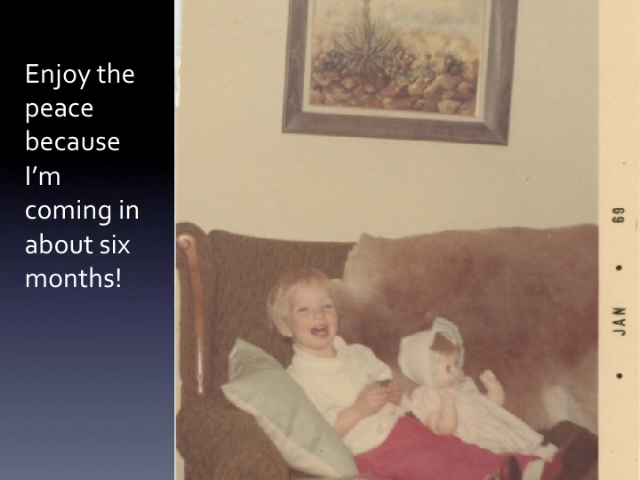 Enjoy the
peace
because
I'm
coming in
about six
months!
• JAN • 69